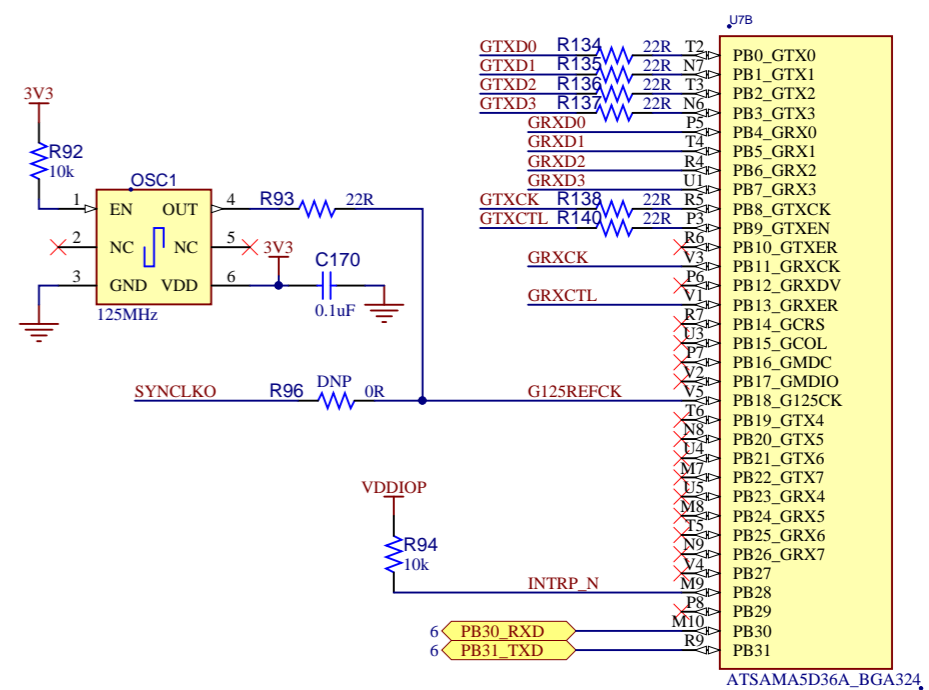 U7B
GTXD0 R134 22R T2 PB0_GTX0
GTXD1 R135 22R N7 PB1_GTX1
GTXD2 R136 22R T3 PB2_GTX2
GTXD3 R137 22R N6 PB3_GTX3
GRXD0 P5 PB4_GRX0
GRXD1 T4 PB5_GRX1
GRXD2 R4 PB6_GRX2
GRXD3 U1 PB7_GRX3
GTXCK R138 22R R5 PB8_GTXCK
GTXCTL R140 22R P3 PB9_GTXEN
R6 PB10_GTXER
GRXCK V3 PB11_GRXCK
P6 PB12_GRXDV
GRXCTL V1 PB13_GRXER
R7 PB14_GCRS
U3 PB15_GCOL
P7 PB16_GMDC
V2 PB17_GMDIO
G125REFCK V5 PB18_G125CK
T6 PB19_GTX4
N8 PB20_GTX5
U4 PB21_GTX6
M7 PB22_GTX7
U5 PB23_GRX4
M8 PB24_GRX5
T5 PB25_GRX6
N9 PB26_GRX7
V4 PB27
INTRP_N M9 PB28
P8 PB29
6 PB30_RXD M10 PB30
6 PB31_TXD R9 PB31
ATSAMA5D36A_BGA324
3V3
R92
10k
OSC1
1 EN OUT 4 R93 22R
2 NC NC 5
3 GND VDD 6
125MHz
3V3
C170
0.1uF
SYNCLKO R96 DNP 0R
VDDIOP
R94
10k